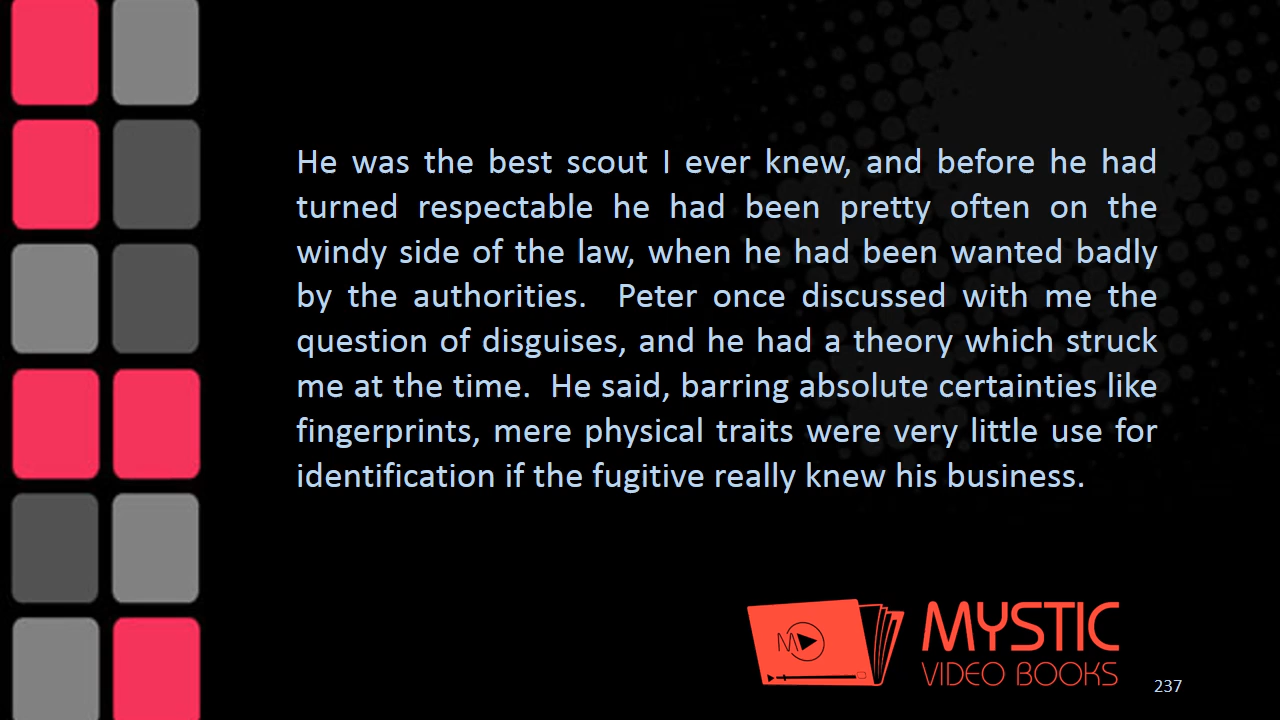 He was the best scout I ever knew, and before he had
turned respectable he had been pretty often on the
windy side of the law, when he had been wanted badly
by the authorities.  Peter once discussed with me the
question of disguises, and he had a theory which struck
me at the time.  He said, barring absolute certainties like
fingerprints, mere physical traits were very little use for
identification if the fugitive really knew his business.
M
MYSTIC
VIDEO BOOKS
237